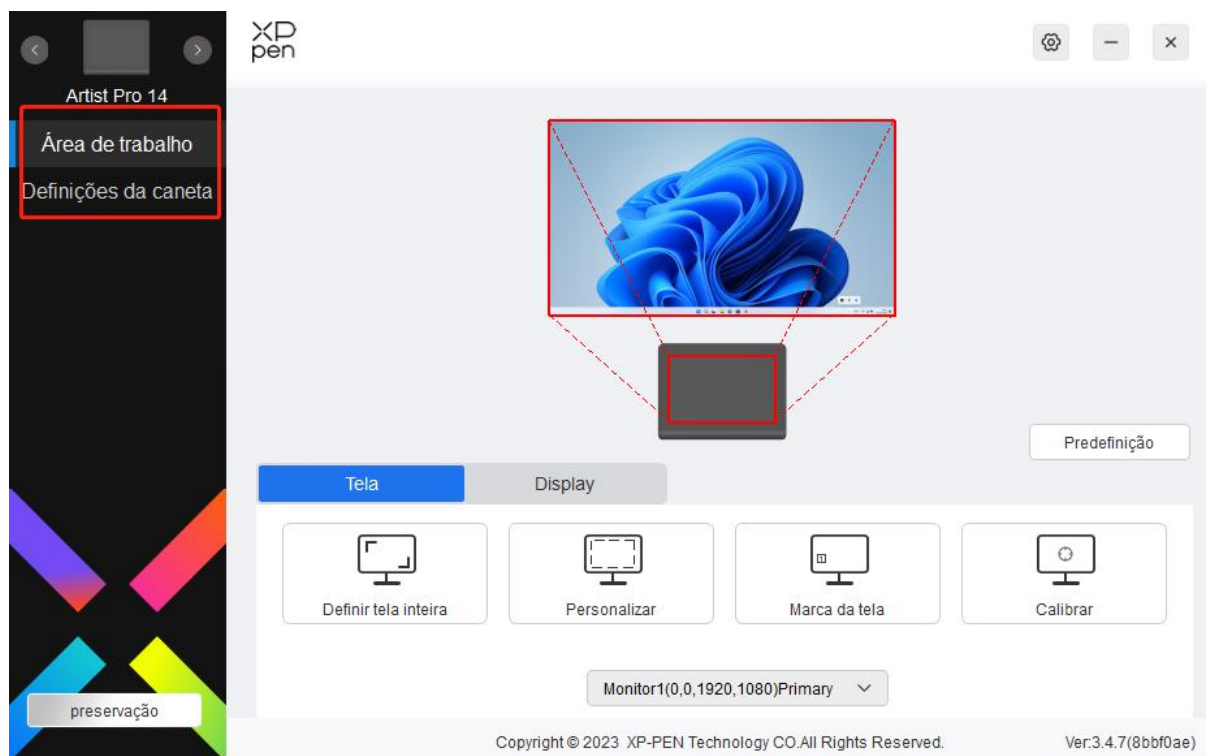 XP
pen
Artist Pro 14
Área de trabalho
Definições da caneta
Predefinição
Tela
Display
Definir tela inteira
Personalizar
1
Marca da tela
Calibrar
Monitor1(0,0,1920,1080)Primary
preservação
Copyright © 2023 XP-PEN Technology CO.All Rights Reserved.
Ver:3.4.7(8bbf0ae)